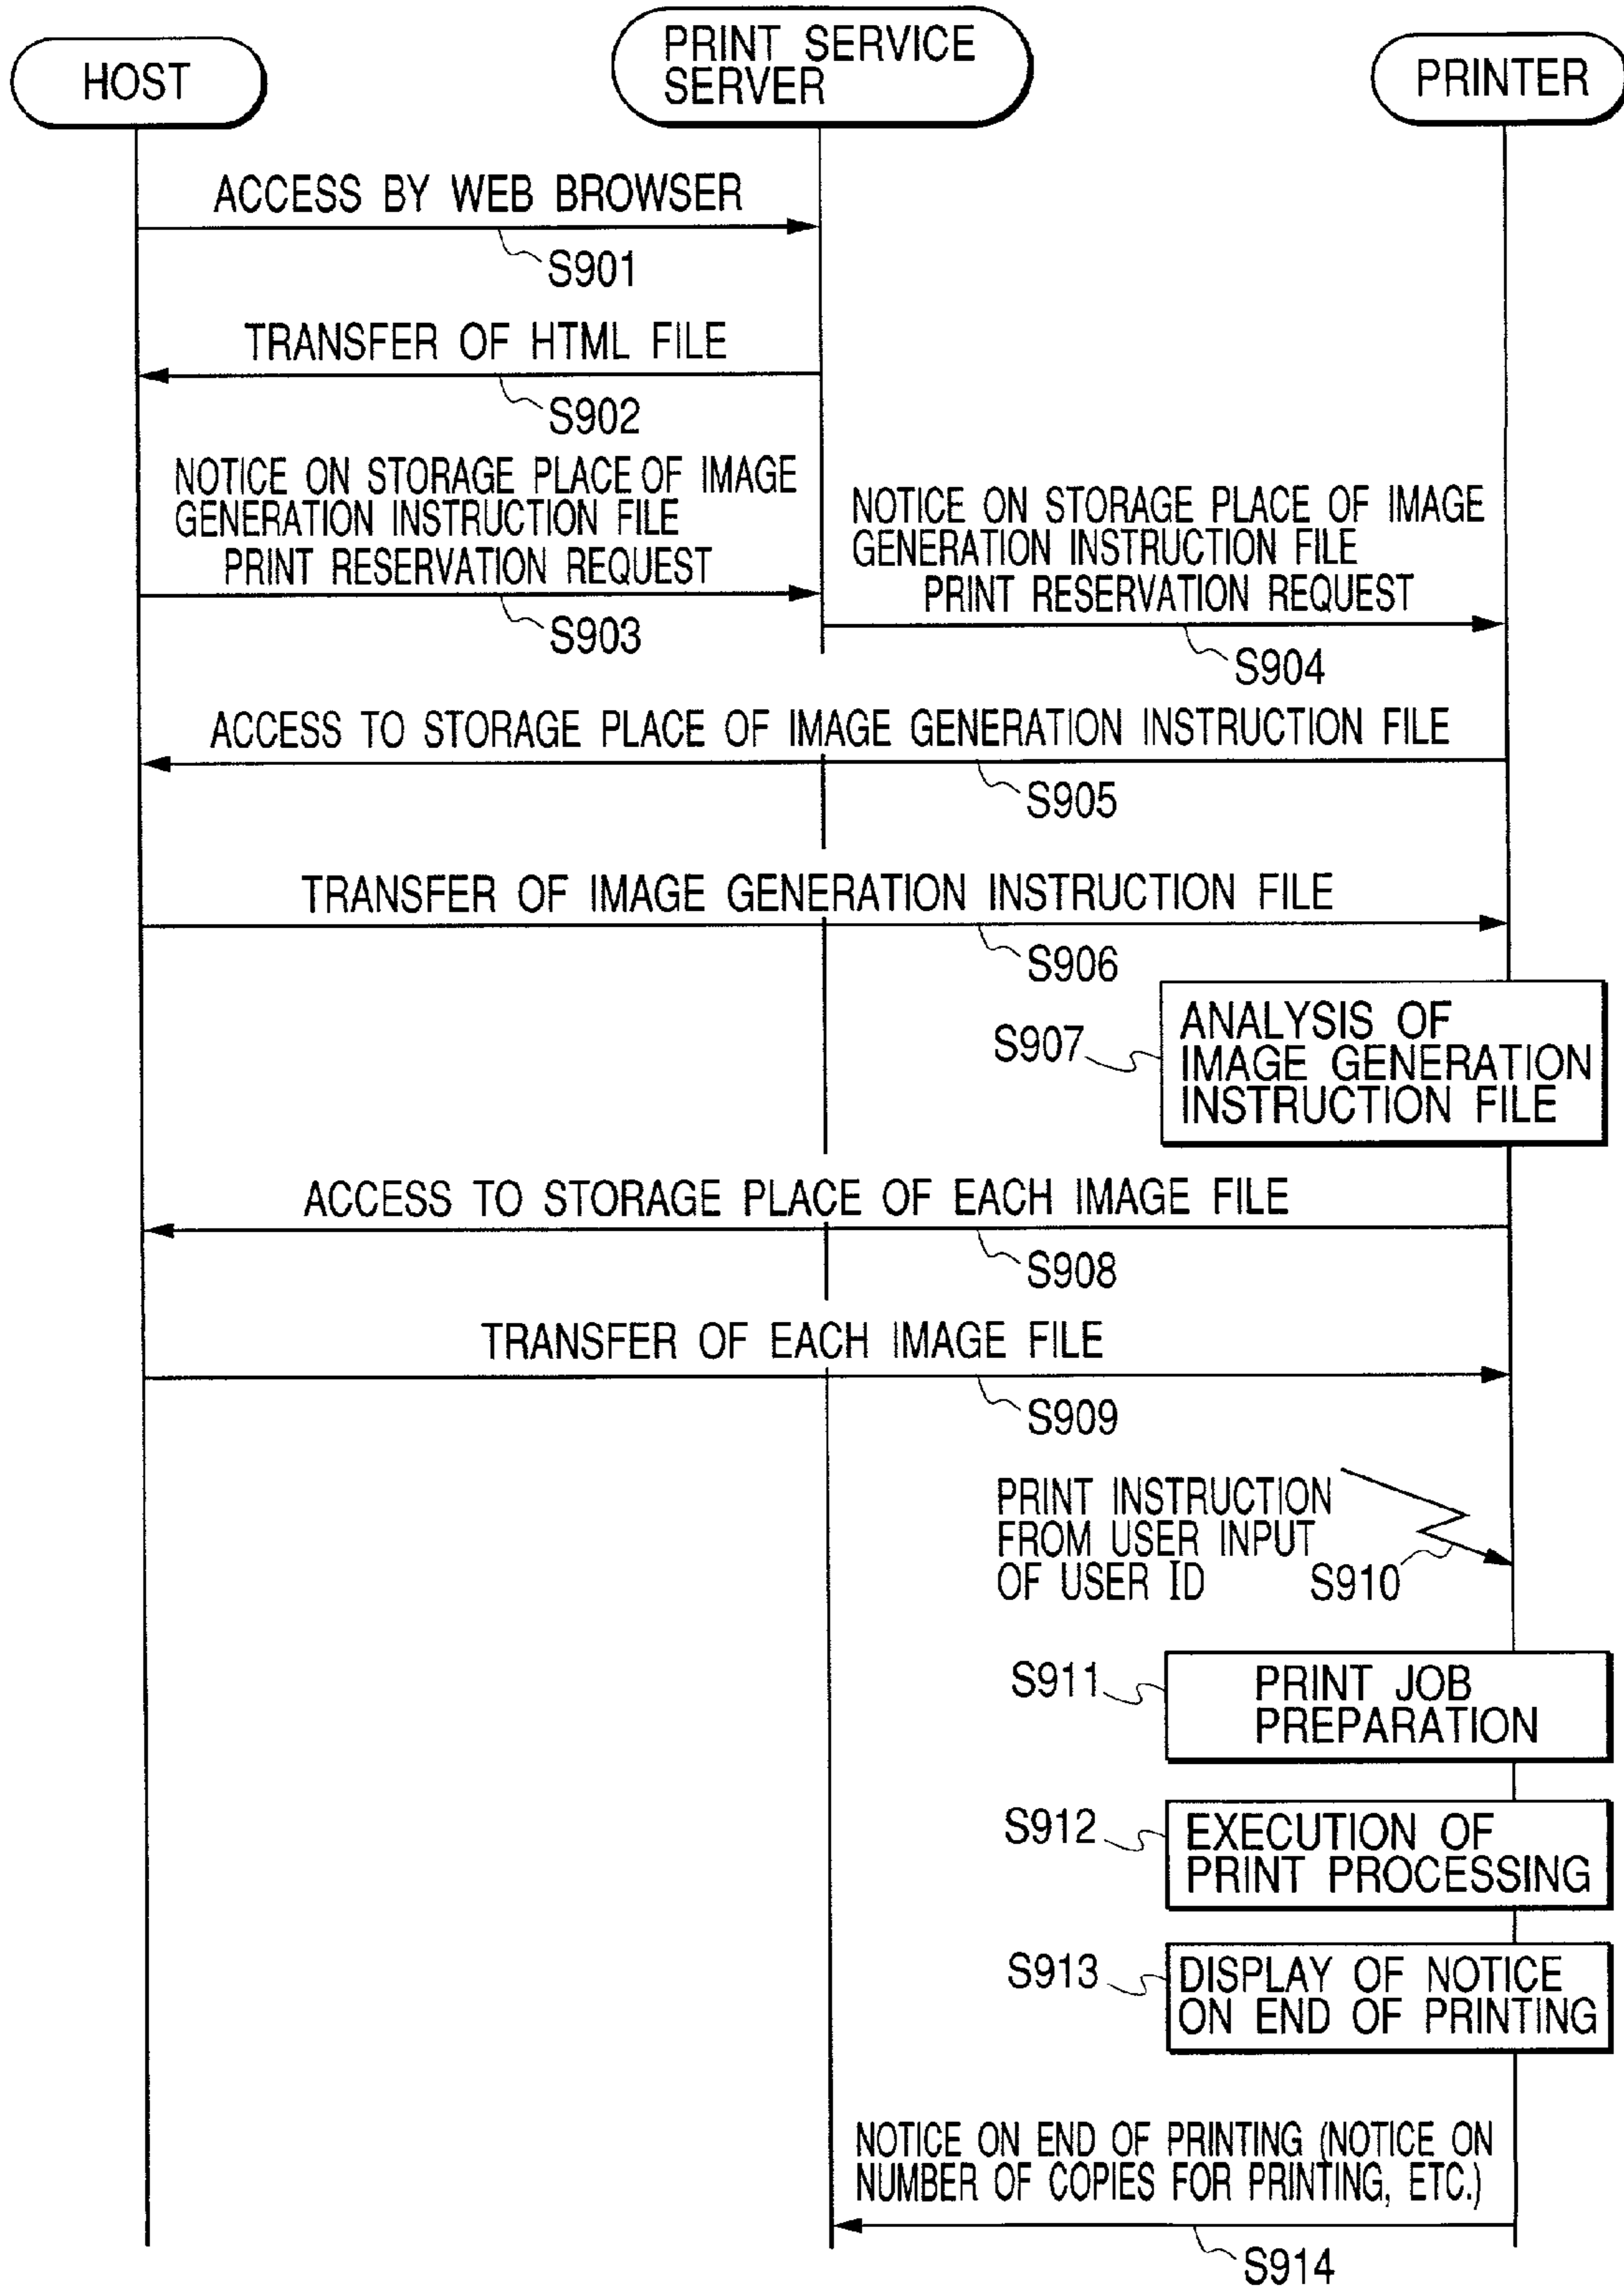 HOST
PRINT SERVICE
SERVER
PRINTER
ACCESS BY WEB BROWSER
S901
TRANSFER OF HTML FILE
S902
NOTICE ON STORAGE PLACE OF IMAGE
GENERATION INSTRUCTION FILE
PRINT RESERVATION REQUEST
S903
NOTICE ON STORAGE PLACE OF IMAGE
GENERATION INSTRUCTION FILE
PRINT RESERVATION REQUEST
S904
ACCESS TO STORAGE PLACE OF IMAGE GENERATION INSTRUCTION FILE
S905
TRANSFER OF IMAGE GENERATION INSTRUCTION FILE
S906
S907
ANALYSIS OF
IMAGE GENERATION
INSTRUCTION FILE
ACCESS TO STORAGE PLACE OF EACH IMAGE FILE
S908
TRANSFER OF EACH IMAGE FILE
S909
PRINT INSTRUCTION
FROM USER INPUT
OF USER ID
S910
S911
PRINT JOB
PREPARATION
S912
EXECUTION OF
PRINT PROCESSING
S913
DISPLAY OF NOTICE
ON END OF PRINTING
NOTICE ON END OF PRINTING (NOTICE ON
NUMBER OF COPIES FOR PRINTING, ETC.)
S914